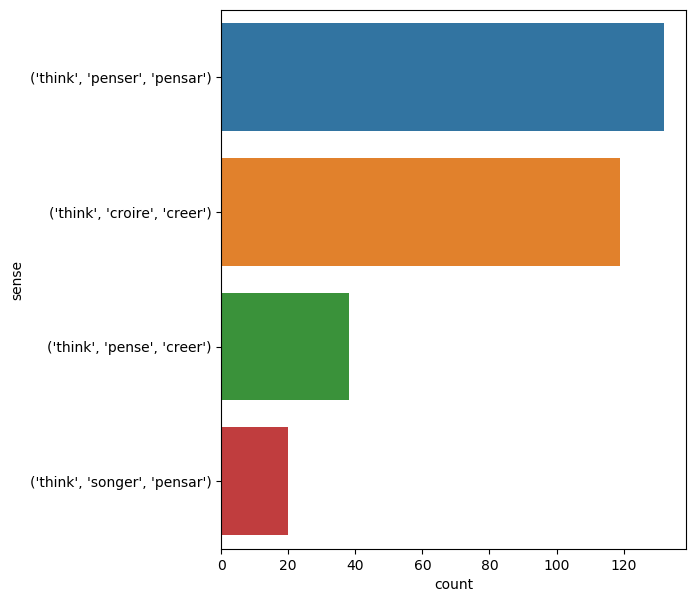 ('think', 'penser', 'pensar')
('think', 'croire', 'creer')
('think', 'pense', 'creer')
('think', 'songer', 'pensar')
sense
0 20 40 60 80 100 120
count